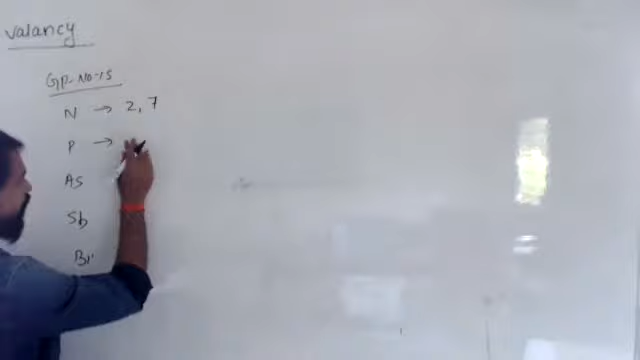 Valancy
Gp-No-15
N → 2, 7
P →
As
Sb
Bi